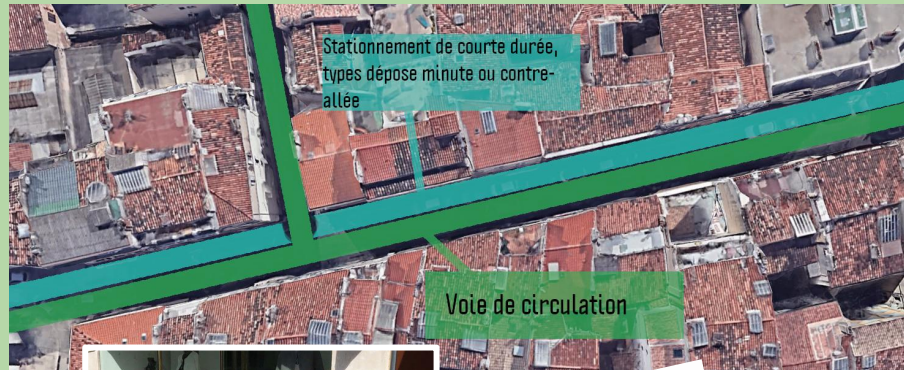 Stationnement de courte durée,
types dépose minute ou contre-
allée
Voie de circulation